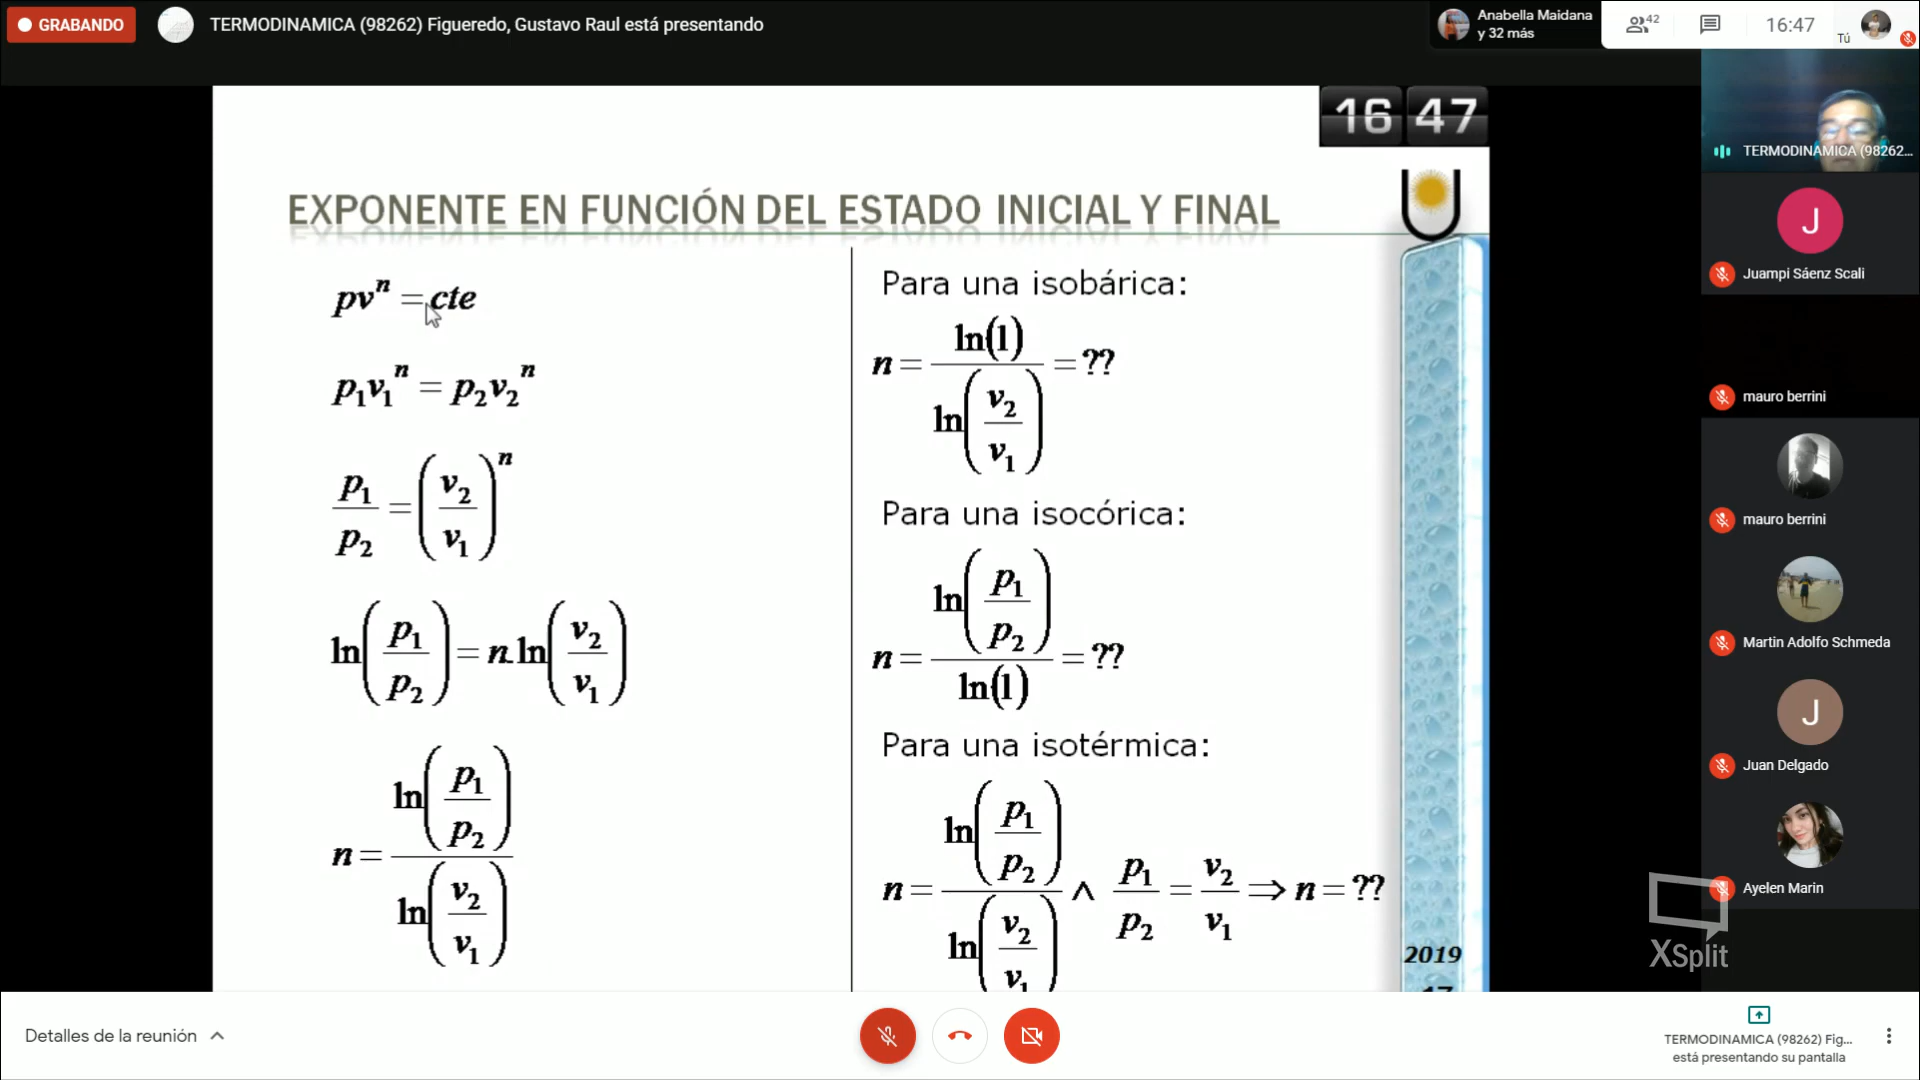 GRABANDO
TERMODINAMICA (98262) Figueredo, Gustavo Raul está presentando
Anabella Maidana
y 32 más
42
16:47
Tú
16 47
EXPONENTE EN FUNCIÓN DEL ESTADO INICIAL Y FINAL
pvⁿ = cte
p₁v₁ⁿ = p₂v₂ⁿ
p₁/p₂ = (v₂/v₁)ⁿ
ln(p₁/p₂) = n.ln(v₂/v₁)
n = ln(p₁/p₂) / ln(v₂/v₁)
Para una isobárica:
n = ln(1) / ln(v₂/v₁) = ??
Para una isocórica:
n = ln(p₁/p₂) / ln(1) = ??
Para una isotérmica:
n = ln(p₁/p₂) / ln(v₂/v₁) ∧ p₁/p₂ = v₂/v₁ ⇒ n = ??
2019
TERMODINAMICA (98262...
J
Juampi Sáenz Scali
mauro berrini
mauro berrini
Martin Adolfo Schmeda
J
Juan Delgado
Ayelen Marin
XSplit
Detalles de la reunión
TERMODINAMICA (98262) Fig...
está presentando su pantalla